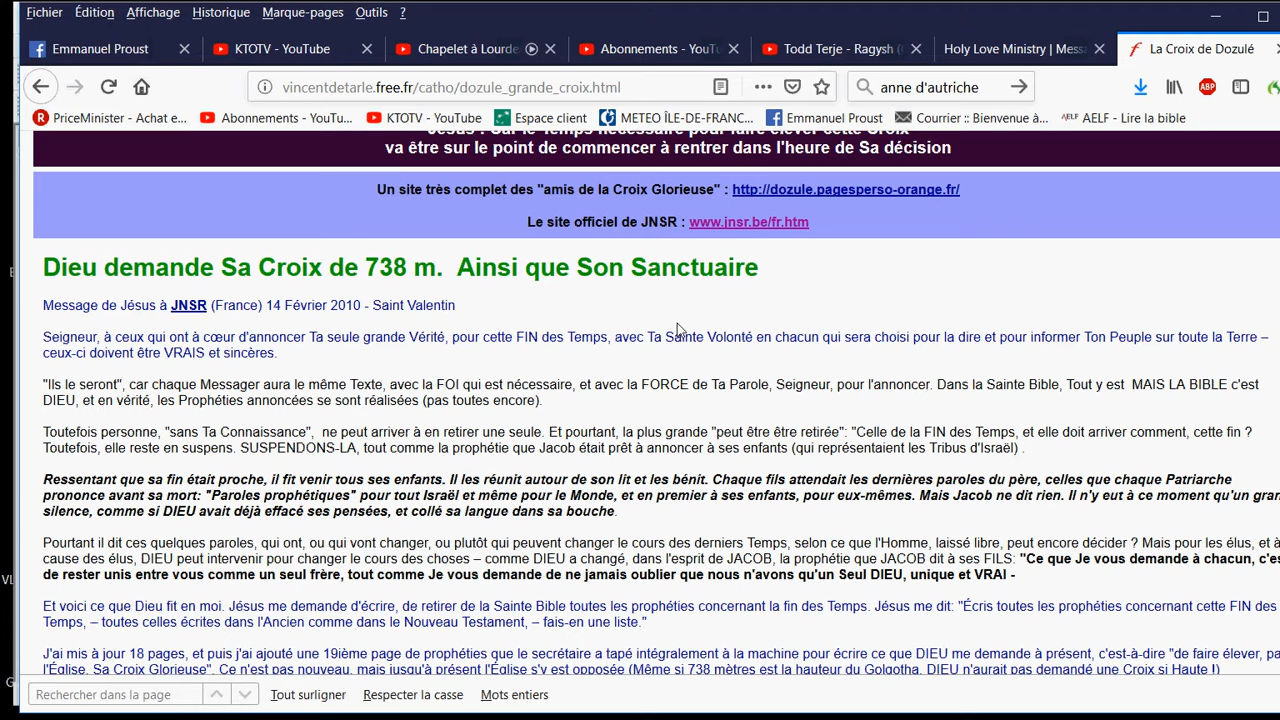 Fichier Édition Affichage Historique Marque-pages Outils ?
Emmanuel Proust KTOTV - YouTube Chapelet à Lourde Abonnements - YouTu Todd Terje - Ragysh ( Holy Love Ministry | Mess La Croix de Dozulé
vincentdetarle.free.fr/catho/dozule_grande_croix.html anne d'autriche
PriceMinister - Achat e... Abonnements - YouTu... KTOTV - YouTube Espace client METEO ÎLE-DE-FRANC... Emmanuel Proust Courrier :: Bienvenue à... AELF - Lire la bible
Jésus : Car le Temps nécessaire pour faire élever cette Croix
va être sur le point de commencer à rentrer dans l'heure de Sa décision
Un site très complet des "amis de la Croix Glorieuse" : http://dozule.pagesperso-orange.fr/
Le site officiel de JNSR : www.jnsr.be/fr.htm
Dieu demande Sa Croix de 738 m. Ainsi que Son Sanctuaire
Message de Jésus à JNSR (France) 14 Février 2010 - Saint Valentin
Seigneur, à ceux qui ont à cœur d'annoncer Ta seule grande Vérité, pour cette FIN des Temps, avec Ta Sainte Volonté en chacun qui sera choisi pour la dire et pour informer Ton Peuple sur toute la Terre –
ceux-ci doivent être VRAIS et sincères.
"Ils le seront", car chaque Messager aura le même Texte, avec la FOI qui est nécessaire, et avec la FORCE de Ta Parole, Seigneur, pour l'annoncer. Dans la Sainte Bible, Tout y est MAIS LA BIBLE c'est
DIEU, et en vérité, les Prophéties annoncées se sont réalisées (pas toutes encore).
Toutefois personne, "sans Ta Connaissance", ne peut arriver à en retirer une seule. Et pourtant, la plus grande "peut être être retirée": "Celle de la FIN des Temps, et elle doit arriver comment, cette fin ?
Toutefois, elle reste en suspens. SUSPENDONS-LA, tout comme la prophétie que Jacob était prêt à annoncer à ses enfants (qui représentaient les Tribus d'Israël) .
Ressentant que sa fin était proche, il fit venir tous ses enfants. Il les réunit autour de son lit et les bénit. Chaque fils attendait les dernières paroles du père, celles que chaque Patriarche
prononce avant sa mort: "Paroles prophétiques" pour tout Israël et même pour le Monde, et en premier à ses enfants, pour eux-mêmes. Mais Jacob ne dit rien. Il n'y eut à ce moment qu'un gran
silence, comme si DIEU avait déjà effacé ses pensées, et collé sa langue dans sa bouche.
Pourtant il dit ces quelques paroles, qui ont, ou qui vont changer, ou plutôt qui peuvent changer le cours des derniers Temps, selon ce que l'Homme, laissé libre, peut encore décider ? Mais pour les élus, et à
cause des élus, DIEU peut intervenir pour changer le cours des choses – comme DIEU a changé, dans l'esprit de JACOB, la prophétie que JACOB dit à ses FILS: "Ce que Je vous demande à chacun, c'es
de rester unis entre vous comme un seul frère, tout comme Je vous demande de ne jamais oublier que nous n'avons qu'un Seul DIEU, unique et VRAI -
Et voici ce que Dieu fit en moi. Jésus me demande d'écrire, de retirer de la Sainte Bible toutes les prophéties concernant la fin des Temps. Jésus me dit: "Écris toutes les prophéties concernant cette FIN des
Temps, – toutes celles écrites dans l'Ancien comme dans le Nouveau Testament, – fais-en une liste."
J'ai mis à jour 18 pages, et puis j'ai ajouté une 19ième page de prophéties que le secrétaire a tapé intégralement à la machine pour écrire ce que DIEU me demande à présent, c'est-à-dire "de faire élever, pa
l'Église, Sa Croix Glorieuse". Ce n'est pas nouveau, mais jusqu'à présent l'Église s'y est opposée (Même si 738 mètres est la hauteur du Golgotha, DIEU n'aurait pas demandé une Croix si Haute !)
Rechercher dans la page Tout surligner Respecter la casse Mots entiers